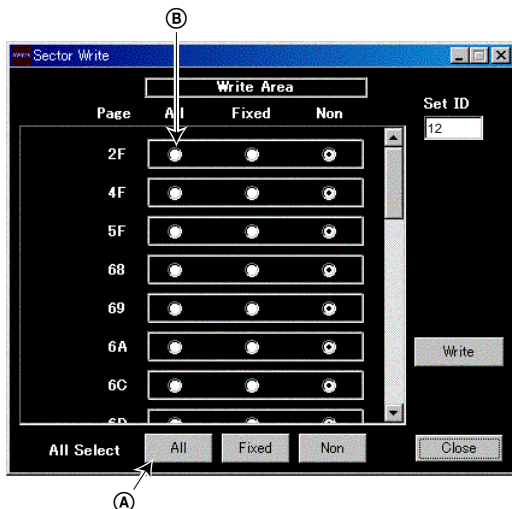 B
Sector Write
Write Area
Set ID
Page All Fixed Non
12
2F
4F
5F
68
69
6A
Write
6C
6D
All Select All Fixed Non Close
A